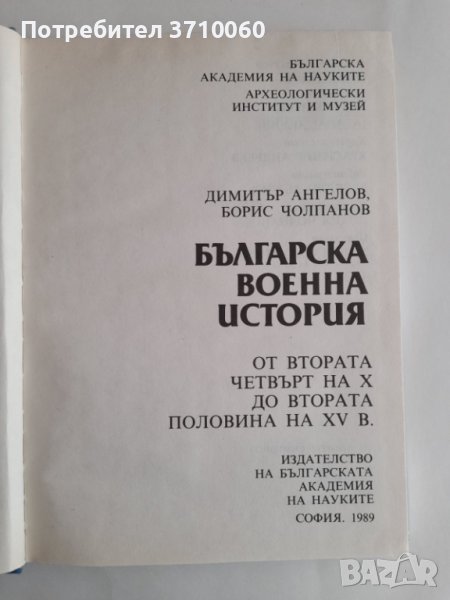 Потребител 3710060
БЪЛГАРСКА
АКАДЕМИЯ НА НАУКИТЕ
АРХЕОЛОГИЧЕСКИ
ИНСТИТУТ И МУЗЕЙ
ДИМИТЪР АНГЕЛОВ,
БОРИС ЧОЛПАНОВ
БЪЛГАРСКА
ВОЕННА
ИСТОРИЯ
ОТ ВТОРАТА
ЧЕТВЪРТ НА X
ДО ВТОРАТА
ПОЛОВИНА НА XV В.
ИЗДАТЕЛСТВО
НА БЪЛГАРСКАТА
АКАДЕМИЯ
НА НАУКИТЕ
СОФИЯ. 1989
BAZAR